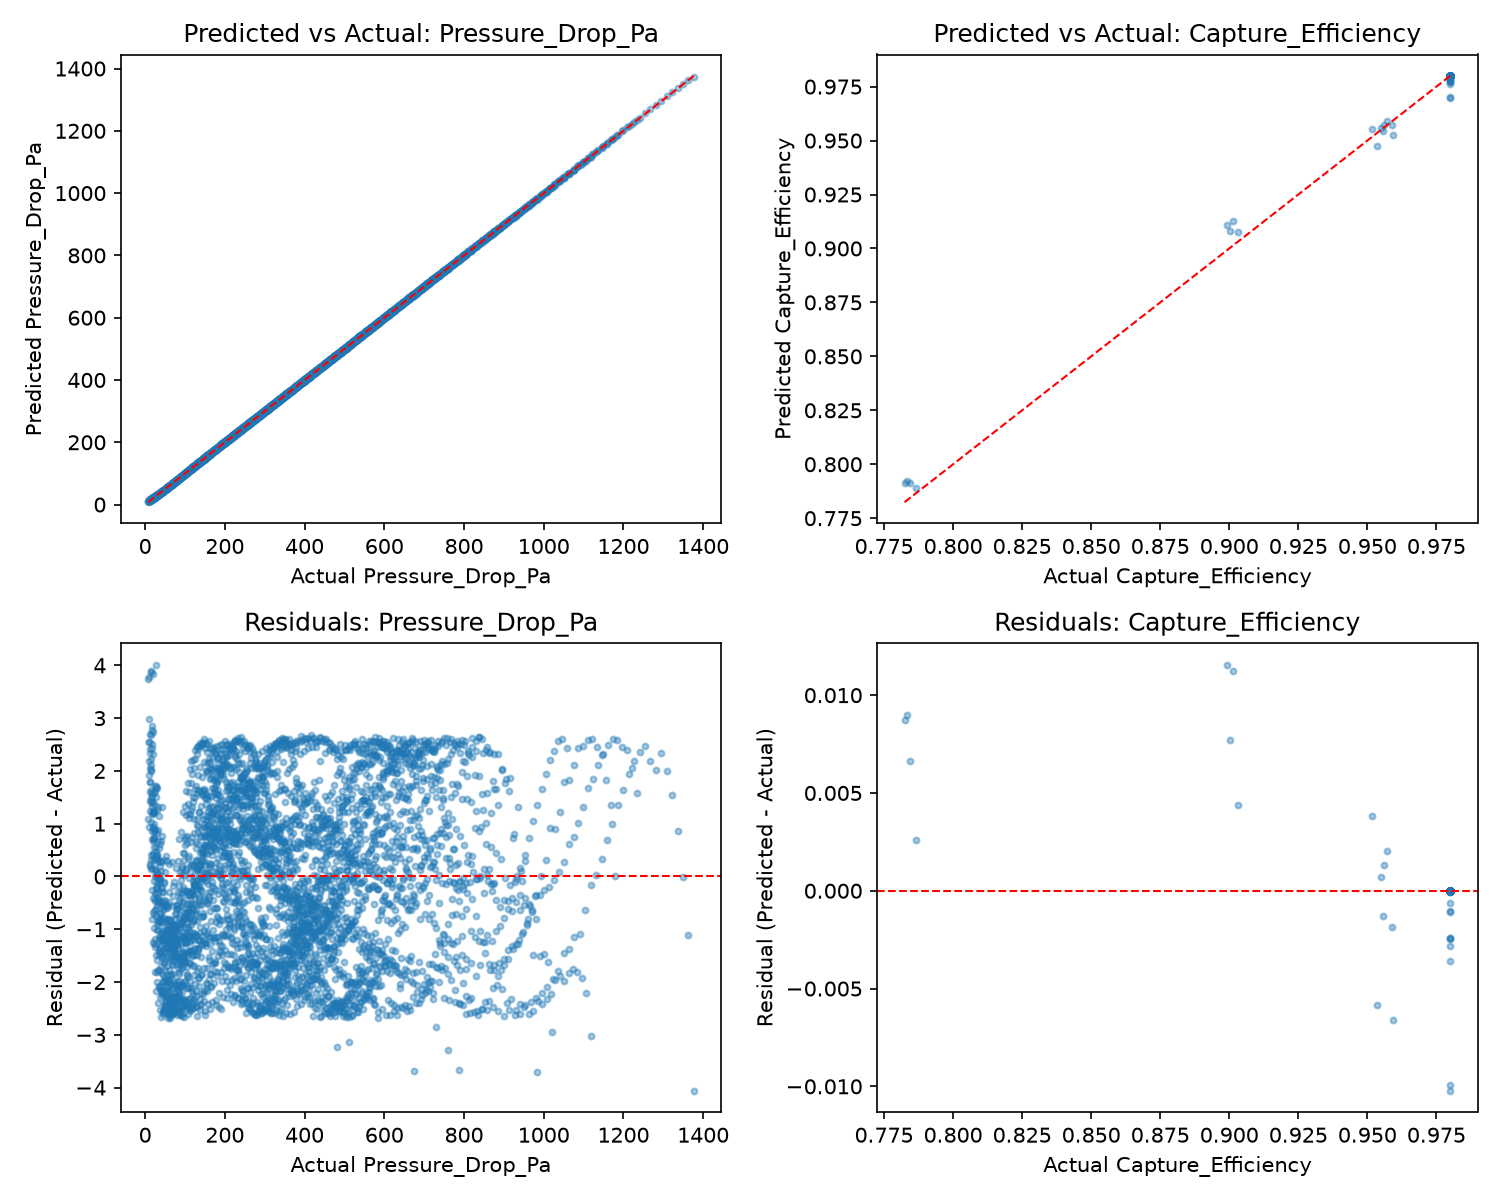 Predicted vs Actual: Pressure_Drop_Pa
1400
1200
1000
800
600
400
200
0
Predicted Pressure_Drop_Pa
0 200 400 600 800 1000 1200 1400
Actual Pressure_Drop_Pa
Predicted vs Actual: Capture_Efficiency
0.975
0.950
0.925
0.900
0.875
0.850
0.825
0.800
0.775
Predicted Capture_Efficiency
0.775 0.800 0.825 0.850 0.875 0.900 0.925 0.950 0.975
Actual Capture_Efficiency
Residuals: Pressure_Drop_Pa
4
3
2
1
0
−1
−2
−3
−4
Residual (Predicted - Actual)
0 200 400 600 800 1000 1200 1400
Actual Pressure_Drop_Pa
Residuals: Capture_Efficiency
0.010
0.005
0.000
−0.005
−0.010
Residual (Predicted - Actual)
0.775 0.800 0.825 0.850 0.875 0.900 0.925 0.950 0.975
Actual Capture_Efficiency